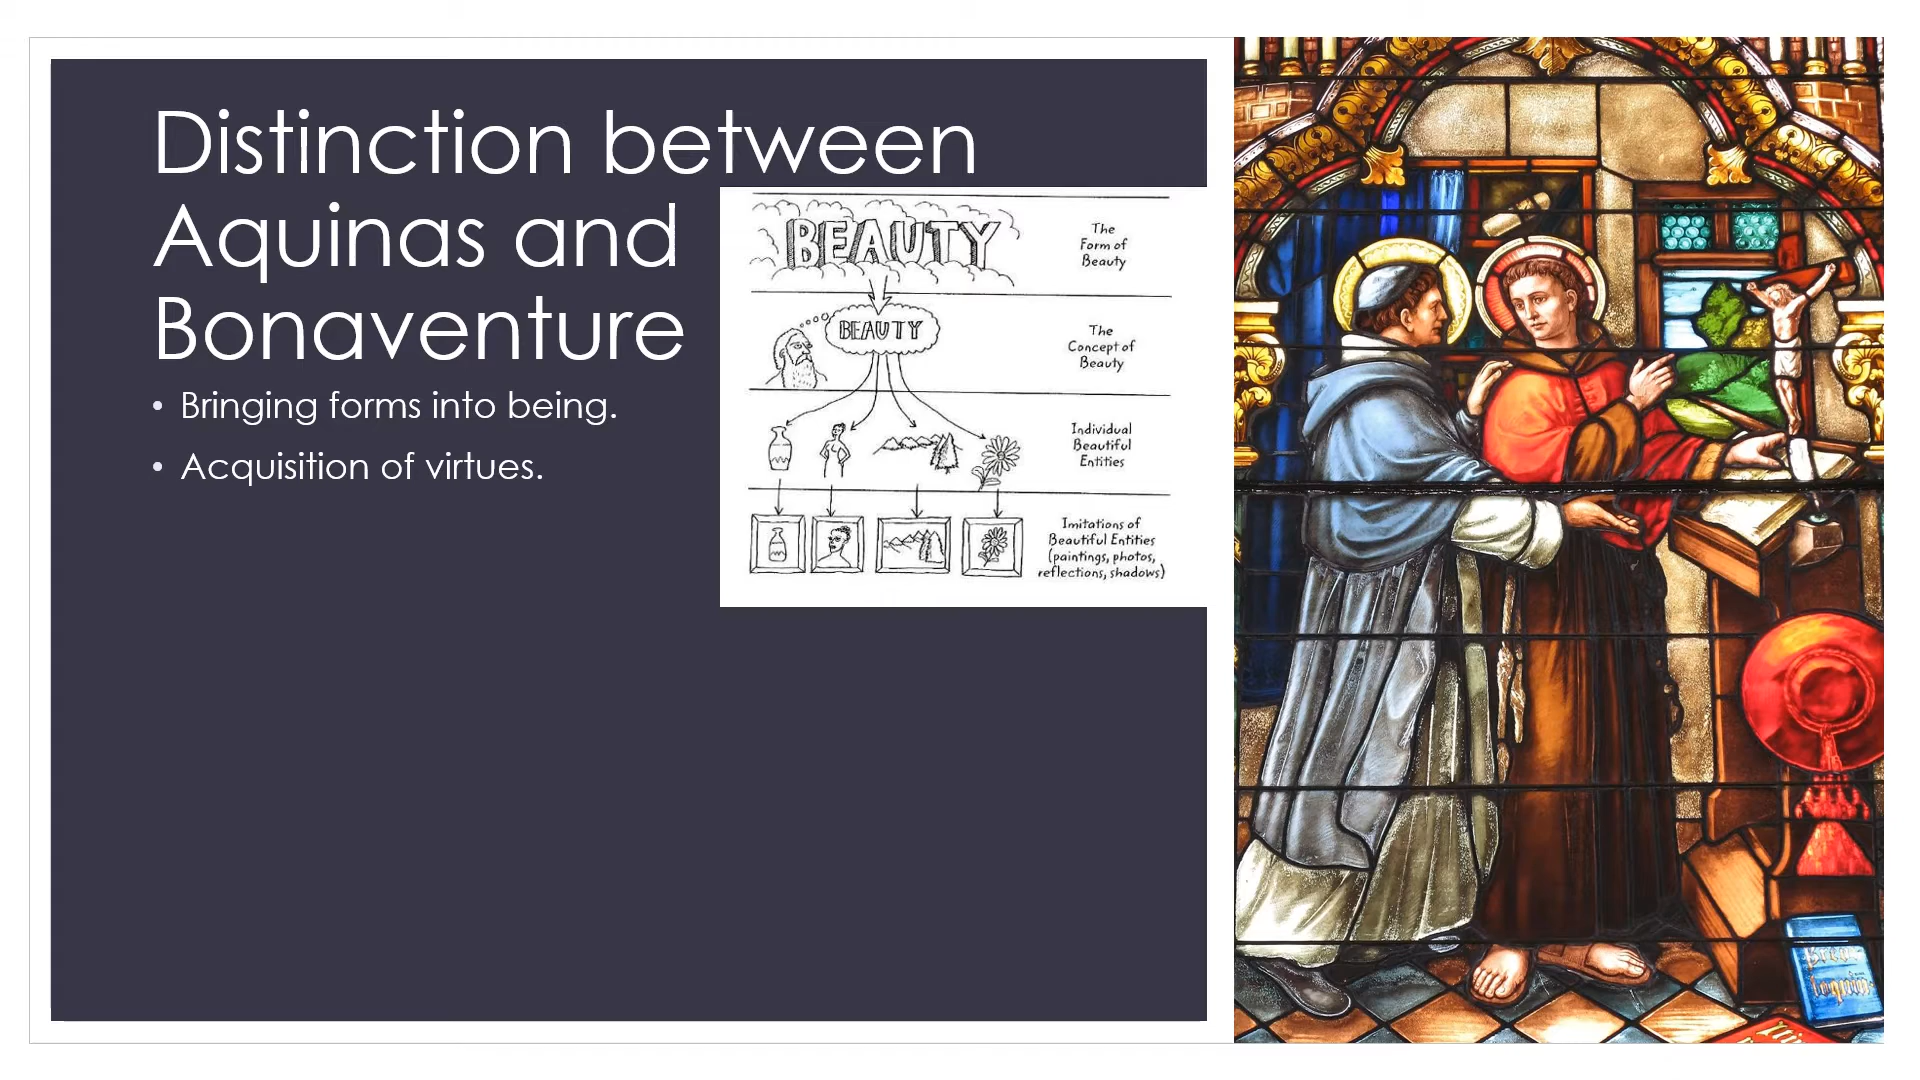 Distinction between
Aquinas and
Bonaventure
• Bringing forms into being.
• Acquisition of virtues.
BEAUTY
The
Form of
Beauty
BEAUTY
The
Concept of
Beauty
Individual
Beautiful
Entities
Imitations of
Beautiful Entities
(paintings, photos,
reflections, shadows)